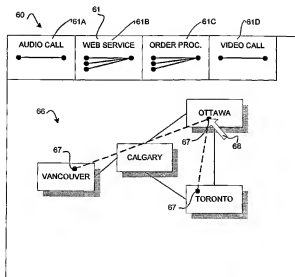 60
61A
61
61B
61C
61D
AUDIO CALL
WEB SERVICE
ORDER PROC.
VIDEO CALL
66
OTTAWA
67
67
68
CALGARY
VANCOUVER
67
TORONTO